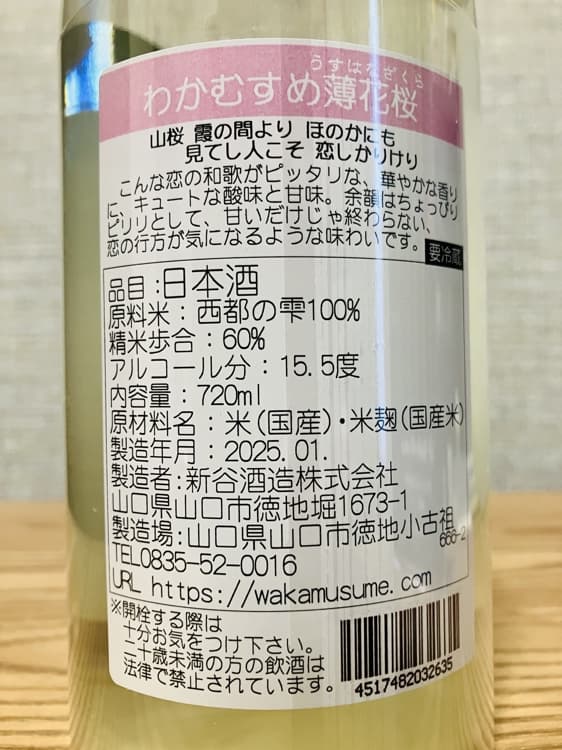 うすはなざくら
わかむすめ薄花桜
山桜 霞の間より ほのかにも
見てし人こそ 恋しかりけり
こんな恋の和歌がピッタリな、華やかな香り
に、キュートな酸味と甘味。余韻はちょっぴり
ピリリとして、甘いだけじゃ終わらない、
恋の行方が気になるような味わいです。
要冷蔵
品目:日本酒
原料米:西都の雫100%
精米歩合:60%
アルコール分:15.5度
内容量:720ml
原材料名:米(国産)・米麹(国産米)
製造年月:2025.01.
製造者:新谷酒造株式会社
山口県山口市徳地堀1673-1
製造場:山口県山口市徳地小古祖
666-2
TEL0835-52-0016
URL https://wakamusume.com
※開栓する際は
十分お気をつけ下さい。
二十歳未満の方の飲酒は
法律で禁止されています。
4517482032635